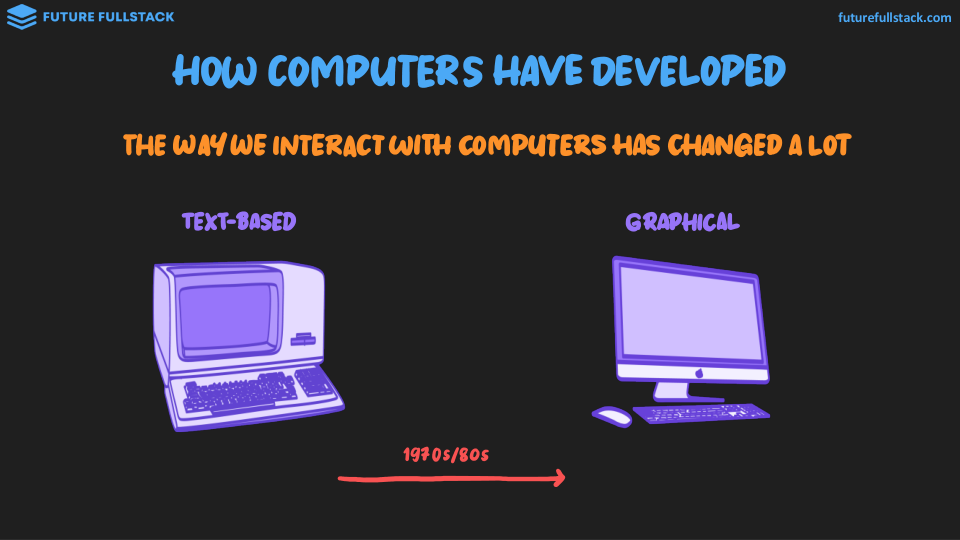 FUTURE FULLSTACK
futurefullstack.com
HOW COMPUTERS HAVE DEVELOPED
THE WAY WE INTERACT WITH COMPUTERS HAS CHANGED A LOT
TEXT-BASED
GRAPHICAL
1970s/80s